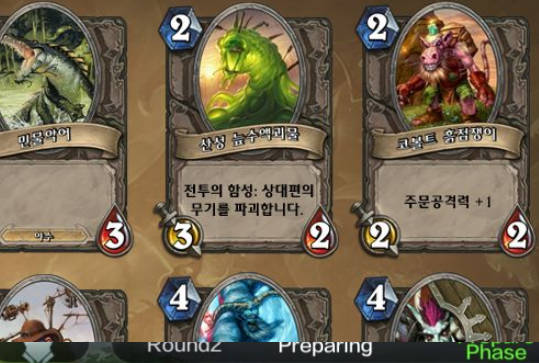 2
2
민물악어
산성 늪수액괴물
코볼트 흙점쟁이
전투의 함성: 상대편의
무기를 파괴합니다.
주문공격력 +1
야수
3
3
2
2
2
4
4
Round2
Preparing
Phase